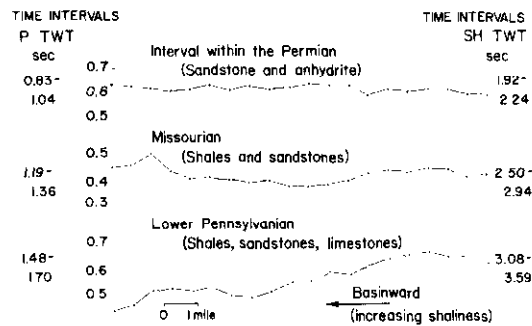 TIME INTERVALS
P TWT
sec
TIME INTERVALS
SH TWT
sec
Interval within the Permian
(Sandstone and anhydrite)
0.83-
1.04
0.7
0.6
0.5
1.92-
2.24
Missourian
(Shales and sandstones)
1.19-
1.36
0.5
0.4
0.3
2.50-
2.94
Lower Pennsylvanian
(Shales, sandstones, limestones)
1.48-
1.70
0.7
0.6
0.5
3.08-
3.59
0 1 mile
Basinward
(increasing shaliness)